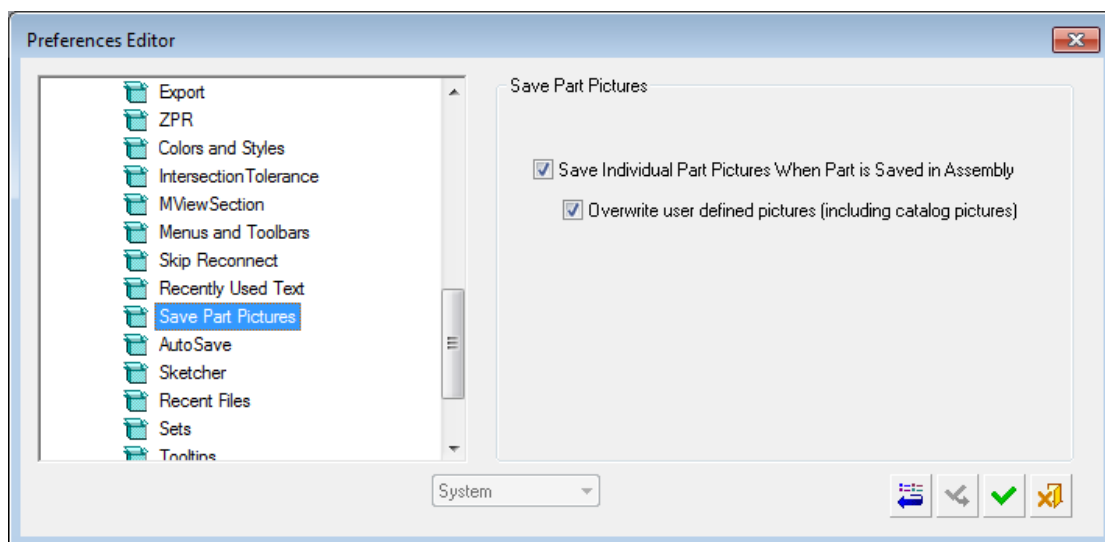 Preferences Editor
Export
ZPR
Colors and Styles
IntersectionTolerance
MViewSection
Menus and Toolbars
Skip Reconnect
Recently Used Text
Save Part Pictures
AutoSave
Sketcher
Recent Files
Sets
Tooltips
Save Part Pictures
Save Individual Part Pictures When Part is Saved in Assembly
Overwrite user defined pictures (including catalog pictures)
System